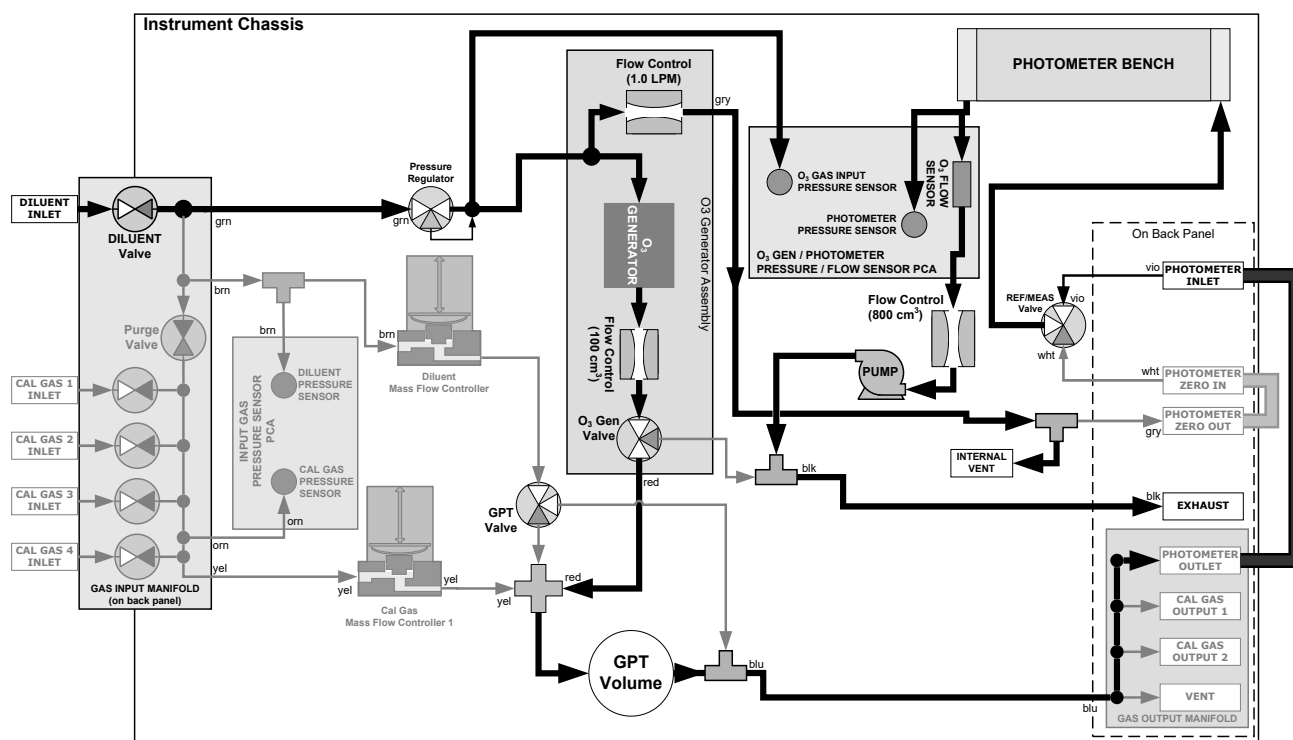 Instrument Chassis
Flow Control
(1.0 LPM)
gry
PHOTOMETER BENCH
Pressure
Regulator
O₃ GAS INPUT
PRESSURE SENSOR
O₃ FLOW
SENSOR
PHOTOMETER
PRESSURE SENSOR
O₃ GEN / PHOTOMETER
PRESSURE / FLOW SENSOR PCA
DILUENT
INLET
DILUENT
Valve
grn
grn
O₃
GENERATOR
O3 Generator Assembly
On Back Panel
vio
PHOTOMETER
INLET
REF/MEAS
Valve
vio
wht
wht
PHOTOMETER
ZERO IN
PHOTOMETER
ZERO OUT
gry
Flow Control
(800 cm³)
PUMP
brn
brn
brn
Purge
Valve
Diluent
Mass Flow Controller
Flow Control
(100 cm³)
DILUENT
PRESSURE
SENSOR
INPUT GAS
PRESSURE SENSOR
PCA
CAL GAS
PRESSURE
SENSOR
CAL GAS 1
INLET
CAL GAS 2
INLET
CAL GAS 3
INLET
CAL GAS 4
INLET
O₃ Gen
Valve
red
INTERNAL
VENT
blk
blk
EXHAUST
GPT
Valve
orn
orn
yel
yel
yel
yel
red
GAS INPUT MANIFOLD
(on back panel)
Cal Gas
Mass Flow Controller 1
GPT
Volume
blu
blu
PHOTOMETER
OUTLET
CAL GAS
OUTPUT 1
CAL GAS
OUTPUT 2
VENT
GAS OUTPUT MANIFOLD